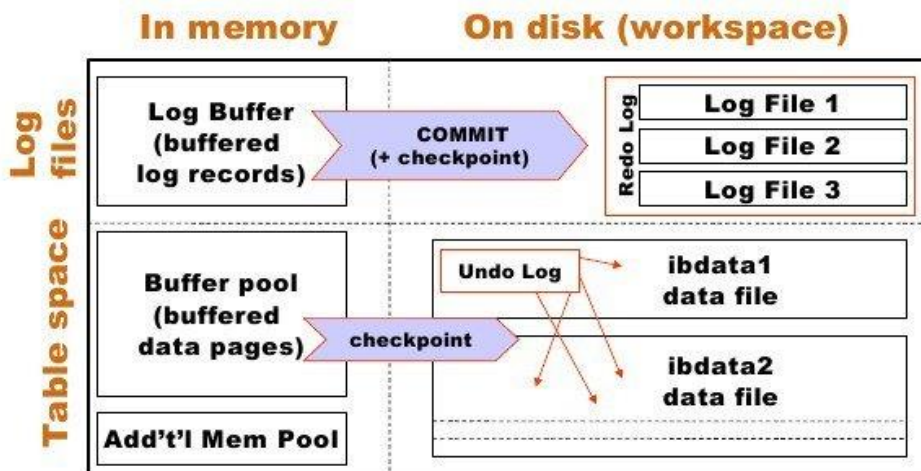 In memory
On disk (workspace)
Log
files
Log Buffer
(buffered
log records)
COMMIT
(+ checkpoint)
Redo Log
Log File 1
Log File 2
Log File 3
Table space
Buffer pool
(buffered
data pages)
checkpoint
Undo Log
ibdata1
data file
ibdata2
data file
Add't'l Mem Pool